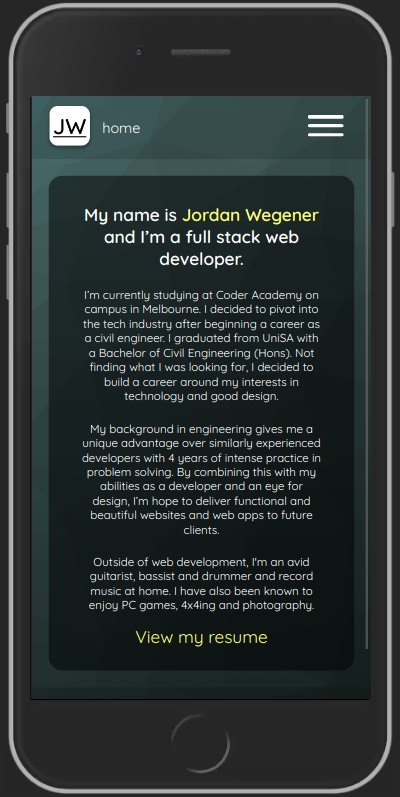 JW
home
My name is Jordan Wegener
and I'm a full stack web
developer.
I'm currently studying at Coder Academy on
campus in Melbourne. I decided to pivot into
the tech industry after beginning a career as
a civil engineer. I graduated from UniSA with
a Bachelor of Civil Engineering (Hons). Not
finding what I was looking for, I decided to
build a career around my interests in
technology and good design.
My background in engineering gives me a
unique advantage over similarly experienced
developers with 4 years of intense practice in
problem solving. By combining this with my
abilities as a developer and an eye for
design, I'm hope to deliver functional and
beautiful websites and web apps to future
clients.
Outside of web development, I'm an avid
guitarist, bassist and drummer and record
music at home. I have also been known to
enjoy PC games, 4x4ing and photography.
View my resume